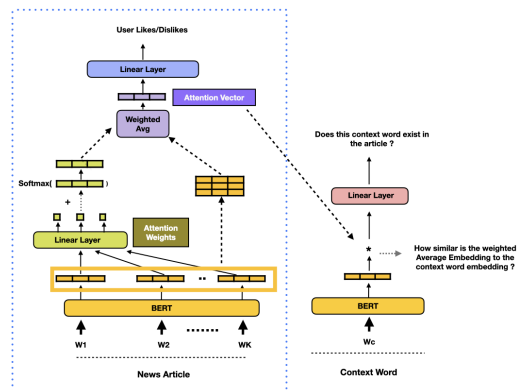 User Likes/Dislikes
Linear Layer
Attention Vector
Weighted
Avg
Does this context word exist in
the article ?
Softmax(
)
+
Linear Layer
Attention
Weights
Linear Layer
*
How similar is the weighted
Average Embedding to the
context word embedding ?
..
BERT
BERT
W1
W2
.......
WK
Wc
News Article
Context Word